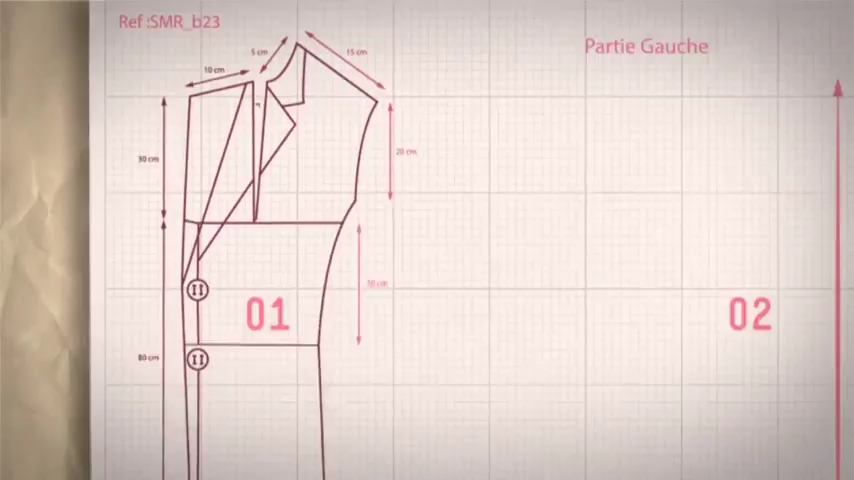 Ref :SMR_b23
Partie Gauche
5 cm
15 cm
10 cm
20 cm
30 cm
01
02
80 cm